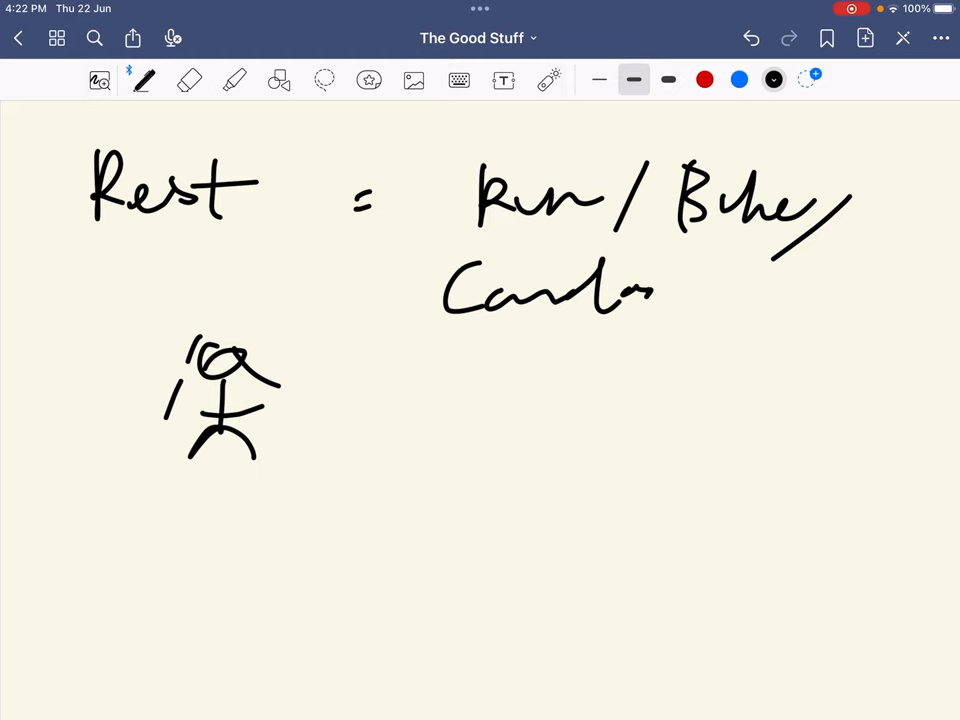 4:22 PM Thu 22 Jun
100%
The Good Stuff
T
Rest = Run / Bike /
Cardio